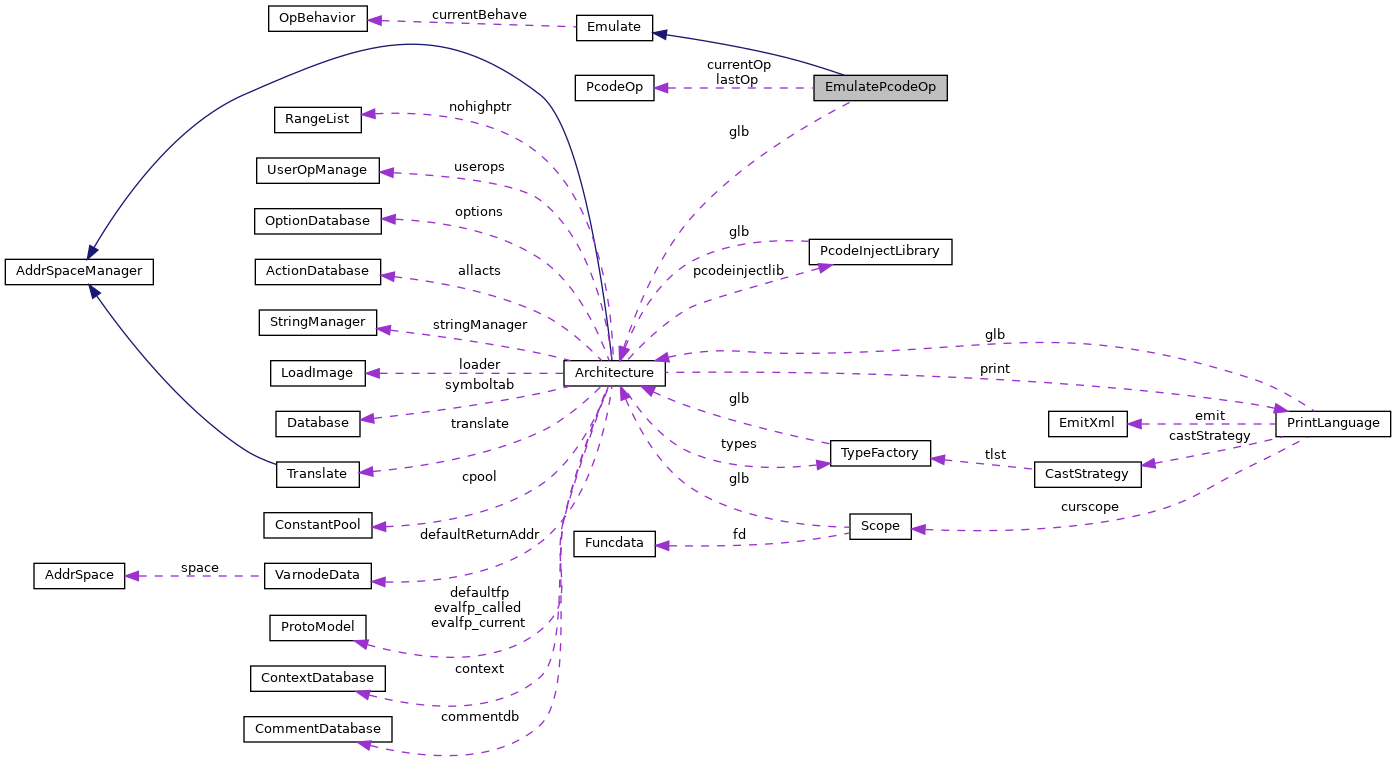 OpBehavior
currentBehave
Emulate
currentOp
lastOp
PcodeOp
EmulatePcodeOp
nohighptr
RangeList
glb
userops
UserOpManage
options
OptionDatabase
glb
PcodeInjectLibrary
AddrSpaceManager
ActionDatabase
allacts
pcodeinjectlib
StringManager
stringManager
glb
LoadImage
loader
Architecture
print
symboltab
glb
Database
translate
types
EmitXml
emit
PrintLanguage
castStrategy
TypeFactory
tlst
CastStrategy
Translate
cpool
glb
curscope
ConstantPool
Scope
defaultReturnAddr
Funcdata
fd
AddrSpace
space
VarnodeData
defaultfp
evalfp_called
evalfp_current
ProtoModel
context
ContextDatabase
commentdb
CommentDatabase